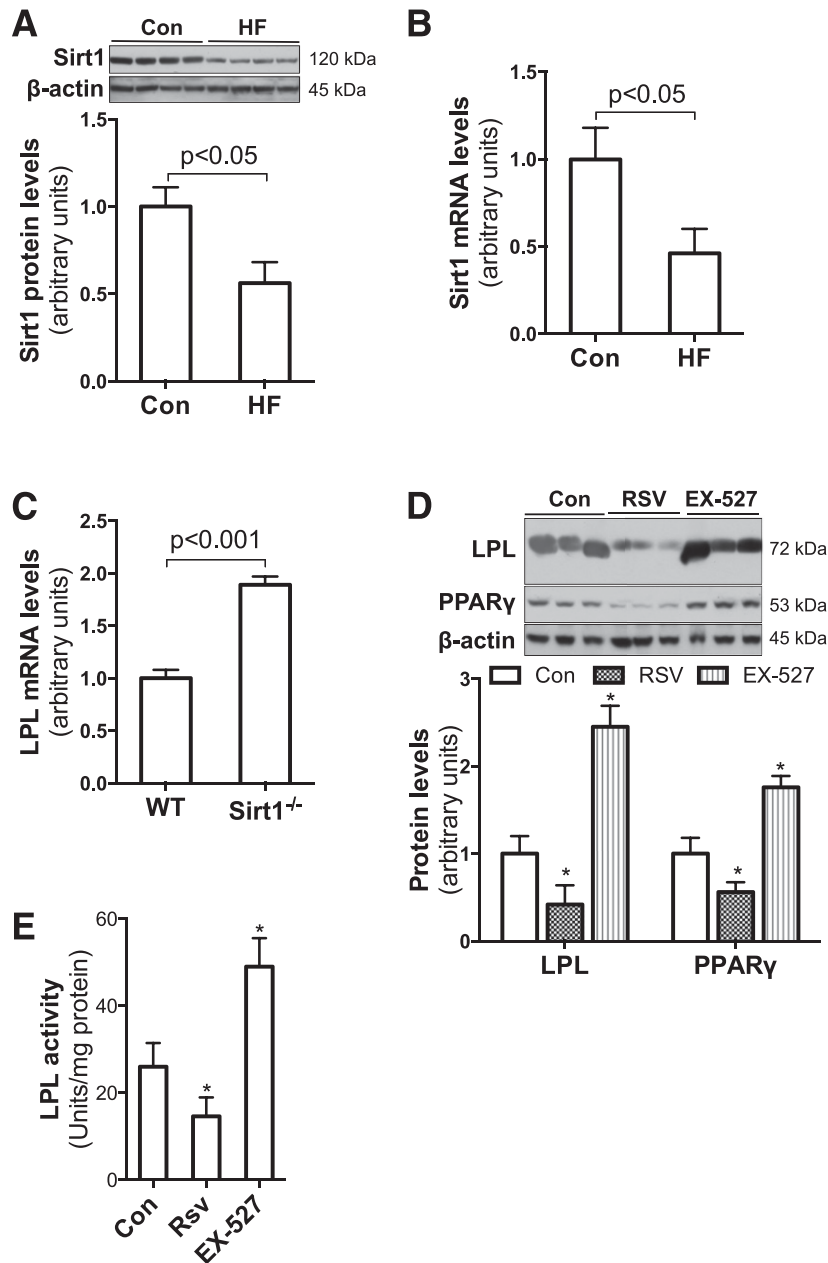 A
Con HF
Sirt1 120 kDa
β-actin 45 kDa
Sirt1 protein levels
(arbitrary units)
1.5
1.0
0.5
0.0
p<0.05
Con HF
B
Sirt1 mRNA levels
(arbitrary units)
1.5
1.0
0.5
0.0
p<0.05
Con HF
C
LPL mRNA levels
(arbitrary units)
2.5
2.0
1.5
1.0
0.5
0.0
p<0.001
WT Sirt1-/-
D
Con RSV EX-527
LPL 72 kDa
PPARγ 53 kDa
β-actin 45 kDa
Con RSV EX-527
Protein levels
(arbitrary units)
3
2
1
0
* * * *
LPL PPARγ
E
LPL activity
(Units/mg protein)
60
40
20
0
* *
Con Rsv EX-527